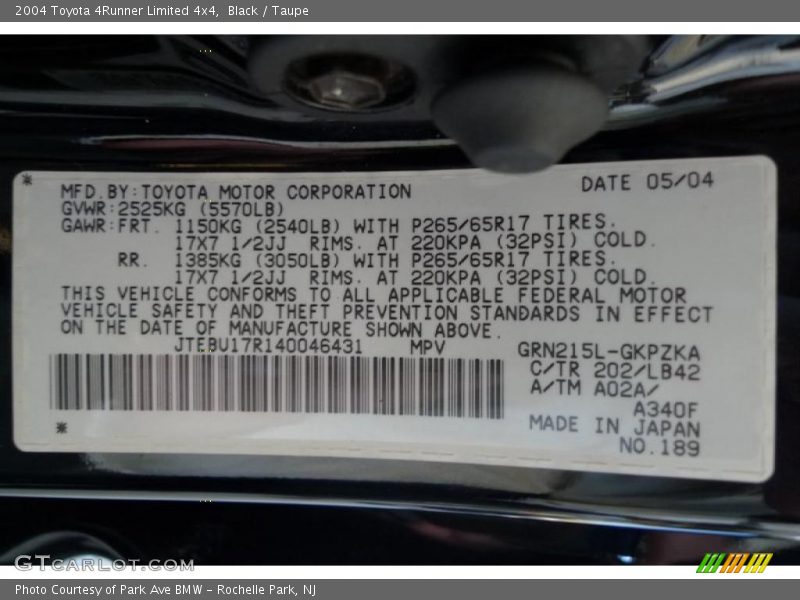 2004 Toyota 4Runner Limited 4x4, Black / Taupe
* MFD.BY:TOYOTA MOTOR CORPORATION DATE 05/04
GVWR:2525KG (5570LB)
GAWR:FRT. 1150KG (2540LB) WITH P265/65R17 TIRES.
17X7 1/2JJ RIMS. AT 220KPA (32PSI) COLD.
RR. 1385KG (3050LB) WITH P265/65R17 TIRES.
17X7 1/2JJ RIMS. AT 220KPA (32PSI) COLD.
THIS VEHICLE CONFORMS TO ALL APPLICABLE FEDERAL MOTOR
VEHICLE SAFETY AND THEFT PREVENTION STANDARDS IN EFFECT
ON THE DATE OF MANUFACTURE SHOWN ABOVE.
JTEBU17R140046431 MPV GRN215L-GKPZKA
C/TR 202/LB42
A/TM A02A/
A340F
* MADE IN JAPAN
NO.189
GTCARLOT.COM
Photo Courtesy of Park Ave BMW - Rochelle Park, NJ